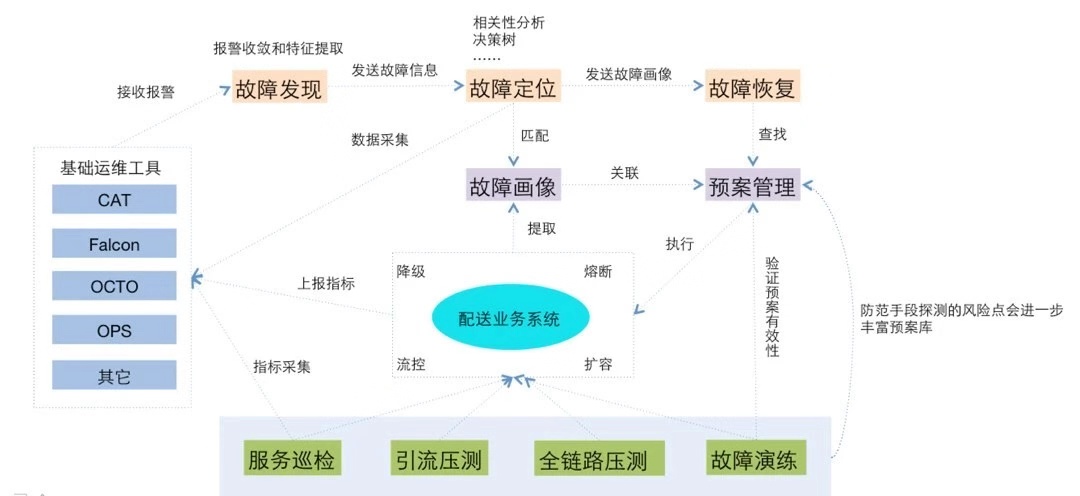 相关性分析
决策树
……
报警收敛和特征提取
接收报警
故障发现
发送故障信息
故障定位
发送故障画像
故障恢复
数据采集
匹配
查找
基础运维工具
CAT
Falcon
OCTO
OPS
其它
故障画像
关联
预案管理
提取
执行
上报指标
降级
熔断
配送业务系统
流控
扩容
验证预案有效性
防范手段探测的风险点会进一步
丰富预案库
指标采集
服务巡检
引流压测
全链路压测
故障演练